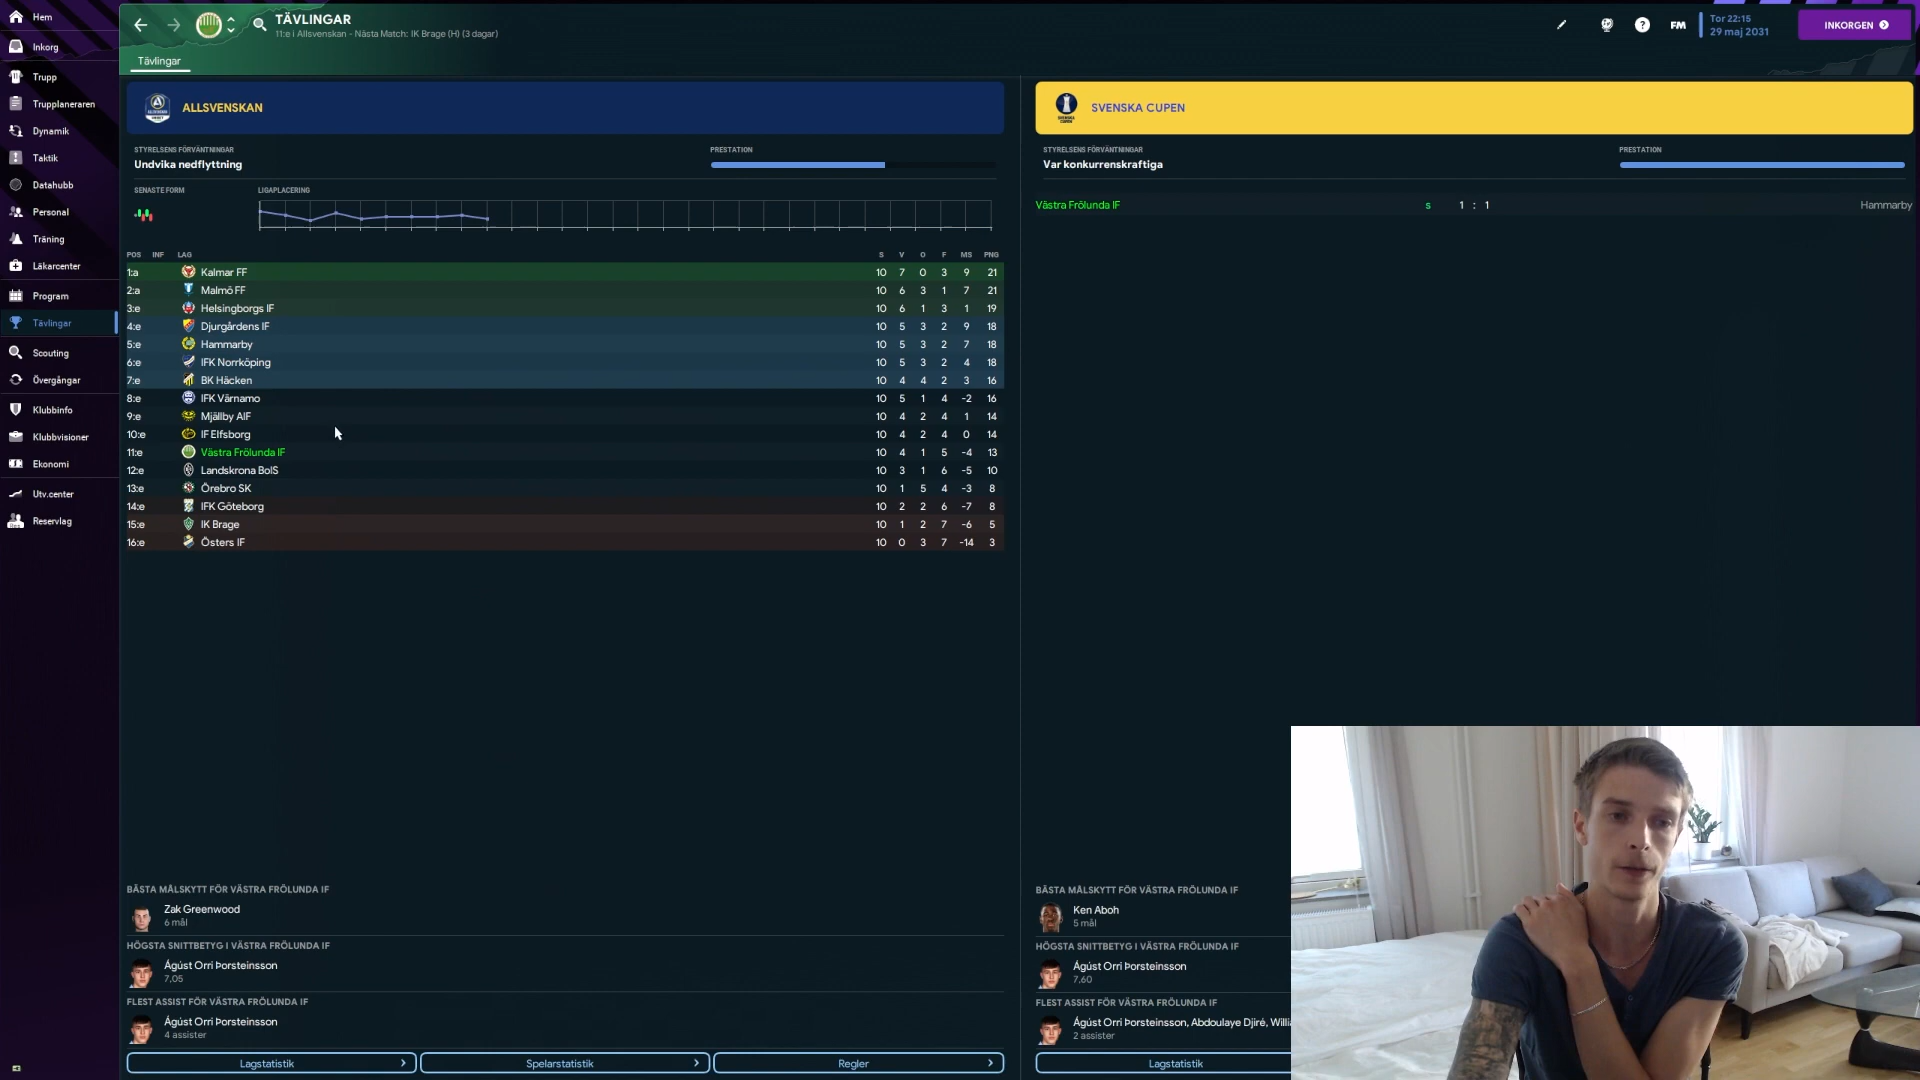 Hem
Inkorg
Trupp
Trupplaneraren
Dynamik
Taktik
Datahubb
Personal
Träning
Läkarcenter
Program
Tävlingar
Scouting
Övergångar
Klubbinfo
Klubbvisioner
Ekonomi
Utv.center
Reservlag
TÄVLINGAR
11:e i Allsvenskan - Nästa Match: IK Brage (H) (3 dagar)
FM
Tor 22:15
29 maj 2031
INKORGEN
Tävlingar
ALLSVENSKAN
STYRELSENS FÖRVÄNTNINGAR PRESTATION
Undvika nedflyttning
SENASTE FORM LIGAPLACERING
POS INF LAG S V O F MS PNG
1:a Kalmar FF 10 7 0 3 9 21
2:a Malmö FF 10 6 3 1 7 21
3:e Helsingborgs IF 10 6 1 3 1 19
4:e Djurgårdens IF 10 5 3 2 9 18
5:e Hammarby 10 5 3 2 7 18
6:e IFK Norrköping 10 5 3 2 4 18
7:e BK Häcken 10 4 4 2 3 16
8:e IFK Värnamo 10 5 1 4 -2 16
9:e Mjällby AIF 10 4 2 4 1 14
10:e IF Elfsborg 10 4 2 4 0 14
11:e Västra Frölunda IF 10 4 1 5 -4 13
12:e Landskrona BoIS 10 3 1 6 -5 10
13:e Örebro SK 10 1 5 4 -3 8
14:e IFK Göteborg 10 2 2 6 -7 8
15:e IK Brage 10 1 2 7 -6 5
16:e Östers IF 10 0 3 7 -14 3
BÄSTA MÅLSKYTT FÖR VÄSTRA FRÖLUNDA IF
Zak Greenwood
6 mål
HÖGSTA SNITTBETYG I VÄSTRA FRÖLUNDA IF
Ágúst Orri Þorsteinsson
7,05
FLEST ASSIST FÖR VÄSTRA FRÖLUNDA IF
Ágúst Orri Þorsteinsson
4 assister
Lagstatistik
Spelarstatistik
Regler
SVENSKA CUPEN
STYRELSENS FÖRVÄNTNINGAR PRESTATION
Var konkurrenskraftiga
Västra Frölunda IF s 1 : 1 Hammarby
BÄSTA MÅLSKYTT FÖR VÄSTRA FRÖLUNDA IF
Ken Aboh
5 mål
HÖGSTA SNITTBETYG I VÄSTRA FRÖLUNDA IF
Ágúst Orri Þorsteinsson
7,60
FLEST ASSIST FÖR VÄSTRA FRÖLUNDA IF
Ágúst Orri Þorsteinsson, Abdoulaye Djiré, Willi
2 assister
Lagstatistik